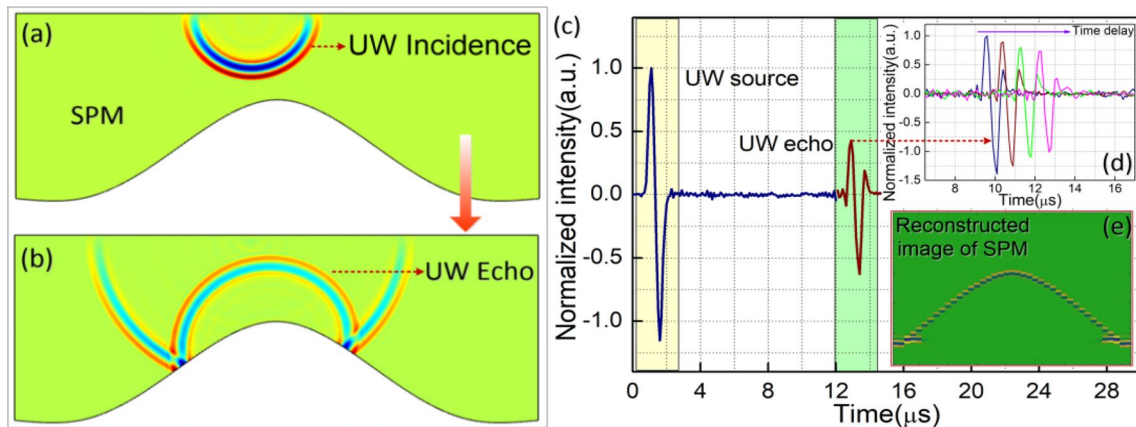 (a)
UW Incidence
SPM
(b)
UW Echo
(c)
Normalized intensity(a.u.)
1.0
0.5
0.0
-0.5
-1.0
UW source
UW echo
0 4 8 12 16 20 24 28
Time(μs)
Normalized intensity(a.u.)
1.0
0.5
0.0
-0.5
-1.0
-1.5
Time delay
(d)
8 10 12 14 16
Time(μs)
Reconstructed (e)
image of SPM